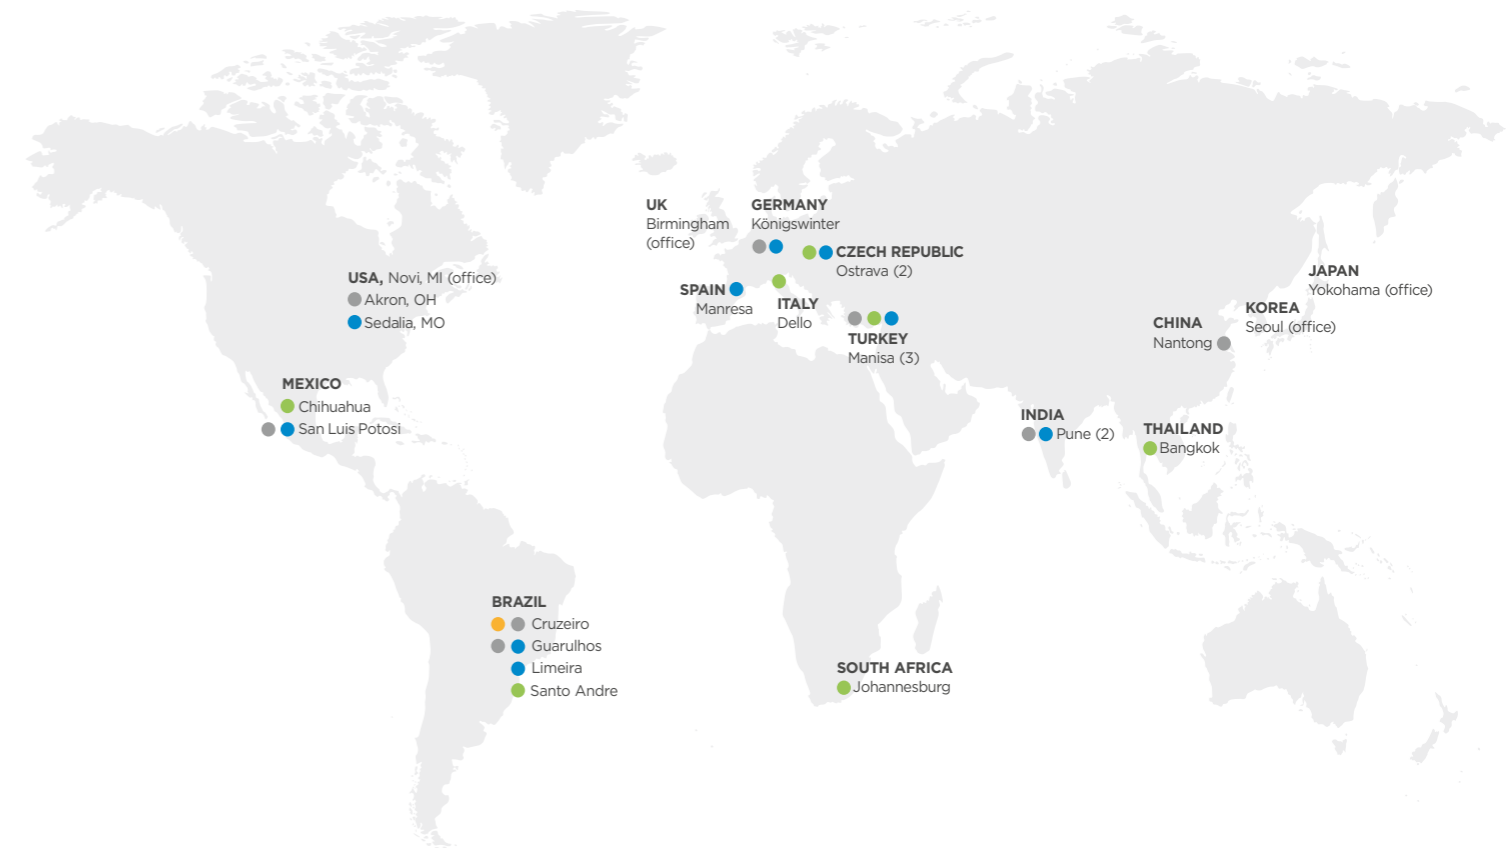 UK
Birmingham
(office)
GERMANY
Königswinter
CZECH REPUBLIC
Ostrava (2)
USA, Novi, MI (office)
Akron, OH
Sedalia, MO
SPAIN
Manresa
ITALY
Dello
TURKEY
Manisa (3)
JAPAN
Yokohama (office)
KOREA
Seoul (office)
CHINA
Nantong
MEXICO
Chihuahua
San Luis Potosi
INDIA
Pune (2)
THAILAND
Bangkok
BRAZIL
Cruzeiro
Guarulhos
Limeira
Santo Andre
SOUTH AFRICA
Johannesburg